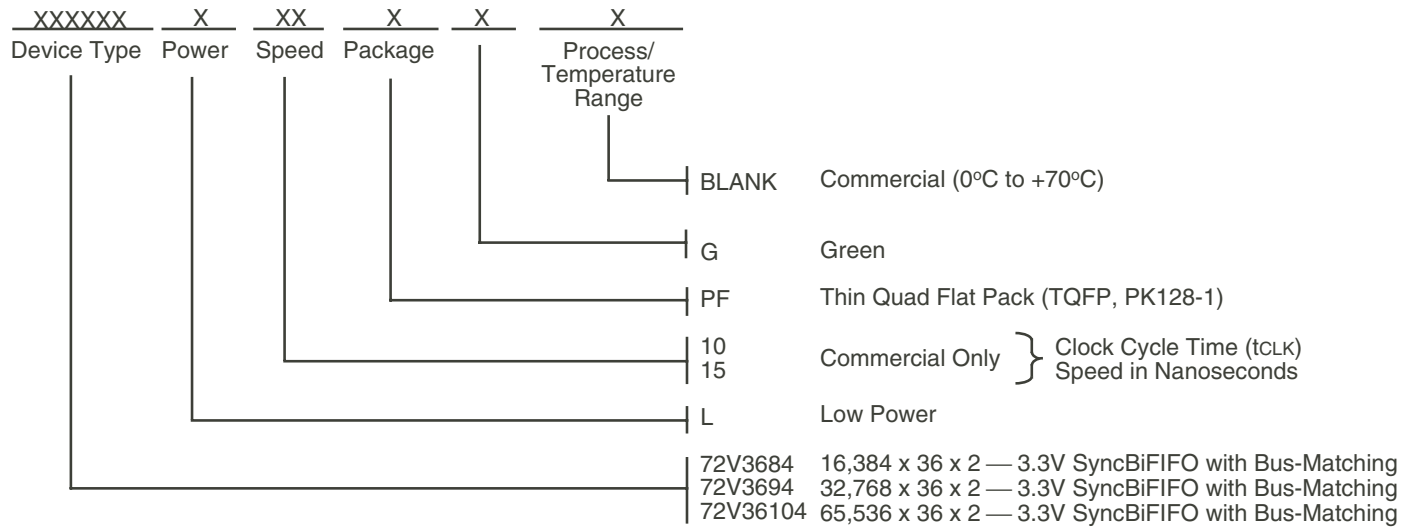 XXXXXX X XX X X X
Device Type Power Speed Package Process/
Temperature
Range
BLANK Commercial (0°C to +70°C)
G Green
PF Thin Quad Flat Pack (TQFP, PK128-1)
10
15
Commercial Only
Clock Cycle Time (tCLK)
Speed in Nanoseconds
L Low Power
72V3684 16,384 x 36 x 2 — 3.3V SyncBiFIFO with Bus-Matching
72V3694 32,768 x 36 x 2 — 3.3V SyncBiFIFO with Bus-Matching
72V36104 65,536 x 36 x 2 — 3.3V SyncBiFIFO with Bus-Matching